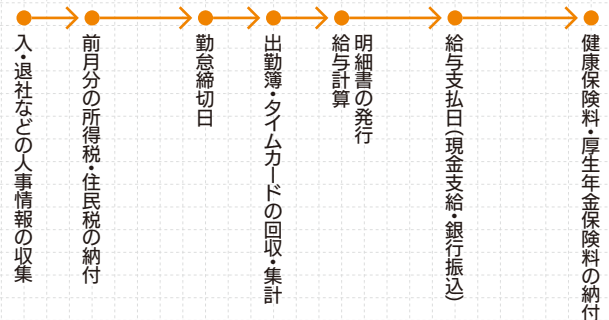 入・退社などの人事情報の収集
前月分の所得税・住民税の納付
勤怠締切日
出勤簿・タイムカードの回収・集計
給与計算
明細書の発行
給与支払日(現金支給・銀行振込)
健康保険料・厚生年金保険料の納付